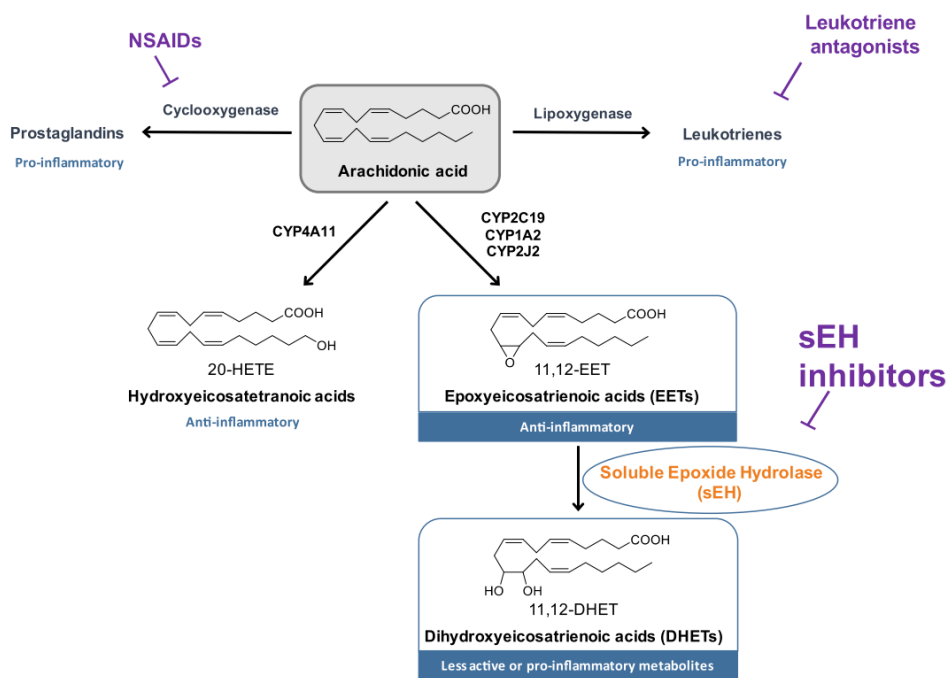 NSAIDs
Leukotriene
antagonists
Cyclooxygenase
COOH
Lipoxygenase
Prostaglandins
Leukotrienes
Pro-inflammatory
Arachidonic acid
Pro-inflammatory
CYP4A11
CYP2C19
CYP1A2
CYP2J2
COOH
OH
20-HETE
Hydroxyeicosatetranoic acids
Anti-inflammatory
COOH
O
11,12-EET
Epoxyeicosatrienoic acids (EETs)
Anti-inflammatory
sEH
inhibitors
Soluble Epoxide Hydrolase
(sEH)
COOH
HO
OH
11,12-DHET
Dihydroxyeicosatrienoic acids (DHETs)
Less active or pro-inflammatory metabolites